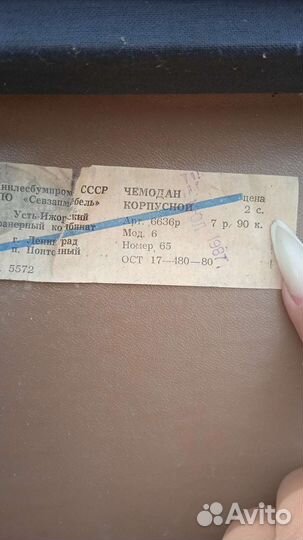 инлесбумпром СССР
ПО «Севзапмебель»
Усть-Ижорский
фанерный комбинат
г. Ленинград
п. Понтонный
5572
ЧЕМОДАН
КОРПУСНОЙ
Арт. 6636р
Мод. 6
Номер 65
ОСТ 17—480—80
цена
2 с.
7 р. 90 к.
1987
Avito